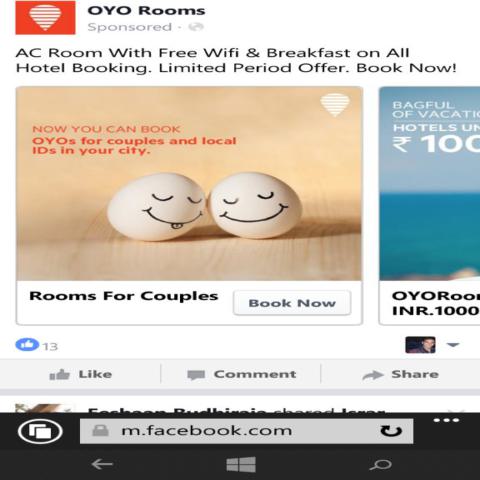 OYO Rooms
Sponsored ·
AC Room With Free Wifi & Breakfast on All
Hotel Booking. Limited Period Offer. Book Now!
NOW YOU CAN BOOK
OYOs for couples and local
IDs in your city.
BAGFUL
OF VACATIO
HOTELS UN
₹ 100
Rooms For Couples
Book Now
OYORoor
INR.1000
13
Like
Comment
Share
shared
m.facebook.com